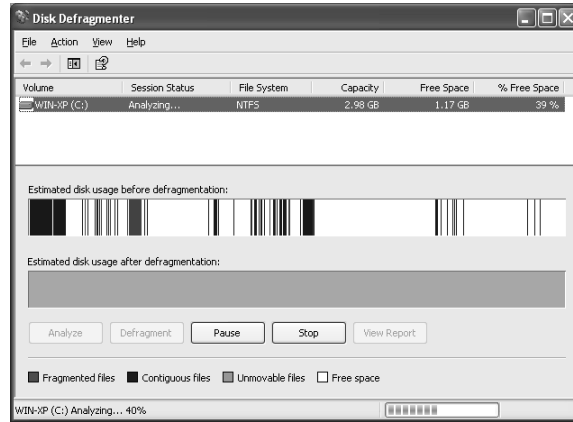 Disk Defragmenter
File Action View Help
Volume Session Status File System Capacity Free Space % Free Space
WIN-XP (C:) Analyzing... NTFS 2.98 GB 1.17 GB 39 %
Estimated disk usage before defragmentation:
Estimated disk usage after defragmentation:
Analyze Defragment Pause Stop View Report
Fragmented files Contiguous files Unmovable files Free space
WIN-XP (C:) Analyzing... 40%